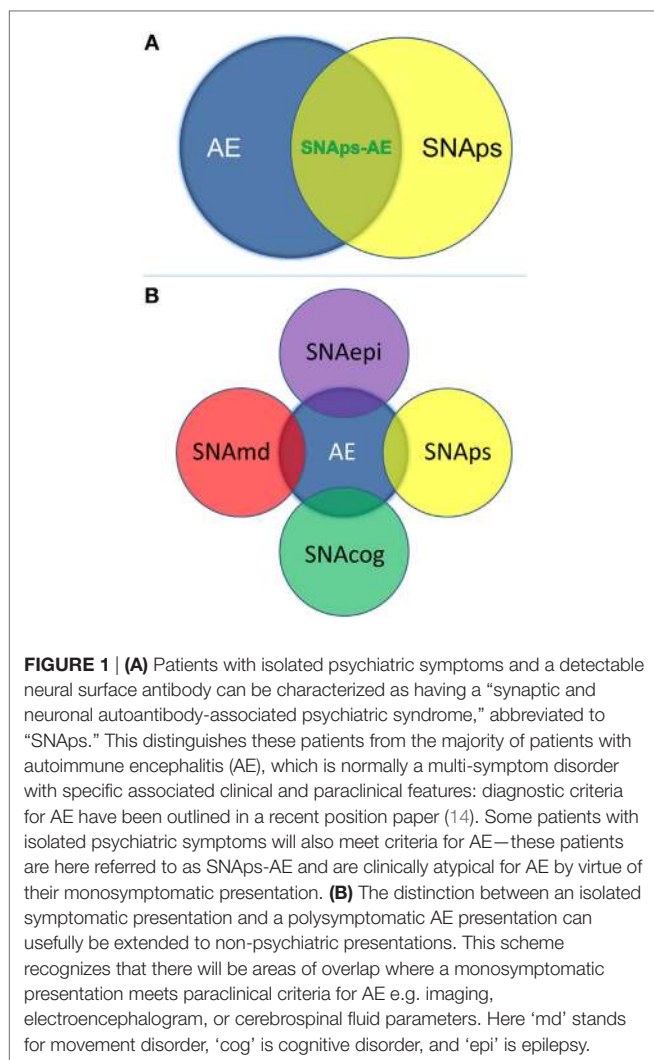 A
AE
SNAps-AE
SNAps
B
SNAepi
SNAmd
AE
SNAps
SNAcog
FIGURE 1 | (A) Patients with isolated psychiatric symptoms and a detectable
neural surface antibody can be characterized as having a “synaptic and
neuronal autoantibody-associated psychiatric syndrome,” abbreviated to
“SNAps.” This distinguishes these patients from the majority of patients with
autoimmune encephalitis (AE), which is normally a multi-symptom disorder
with specific associated clinical and paraclinical features: diagnostic criteria
for AE have been outlined in a recent position paper (14). Some patients with
isolated psychiatric symptoms will also meet criteria for AE—these patients
are here referred to as SNAps-AE and are clinically atypical for AE by virtue of
their monosymptomatic presentation. (B) The distinction between an isolated
symptomatic presentation and a polysymptomatic AE presentation can
usefully be extended to non-psychiatric presentations. This scheme
recognizes that there will be areas of overlap where a monosymptomatic
presentation meets paraclinical criteria for AE e.g. imaging,
electroencephalogram, or cerebrospinal fluid parameters. Here ‘md’ stands
for movement disorder, ‘cog’ is cognitive disorder, and ‘epi’ is epilepsy.